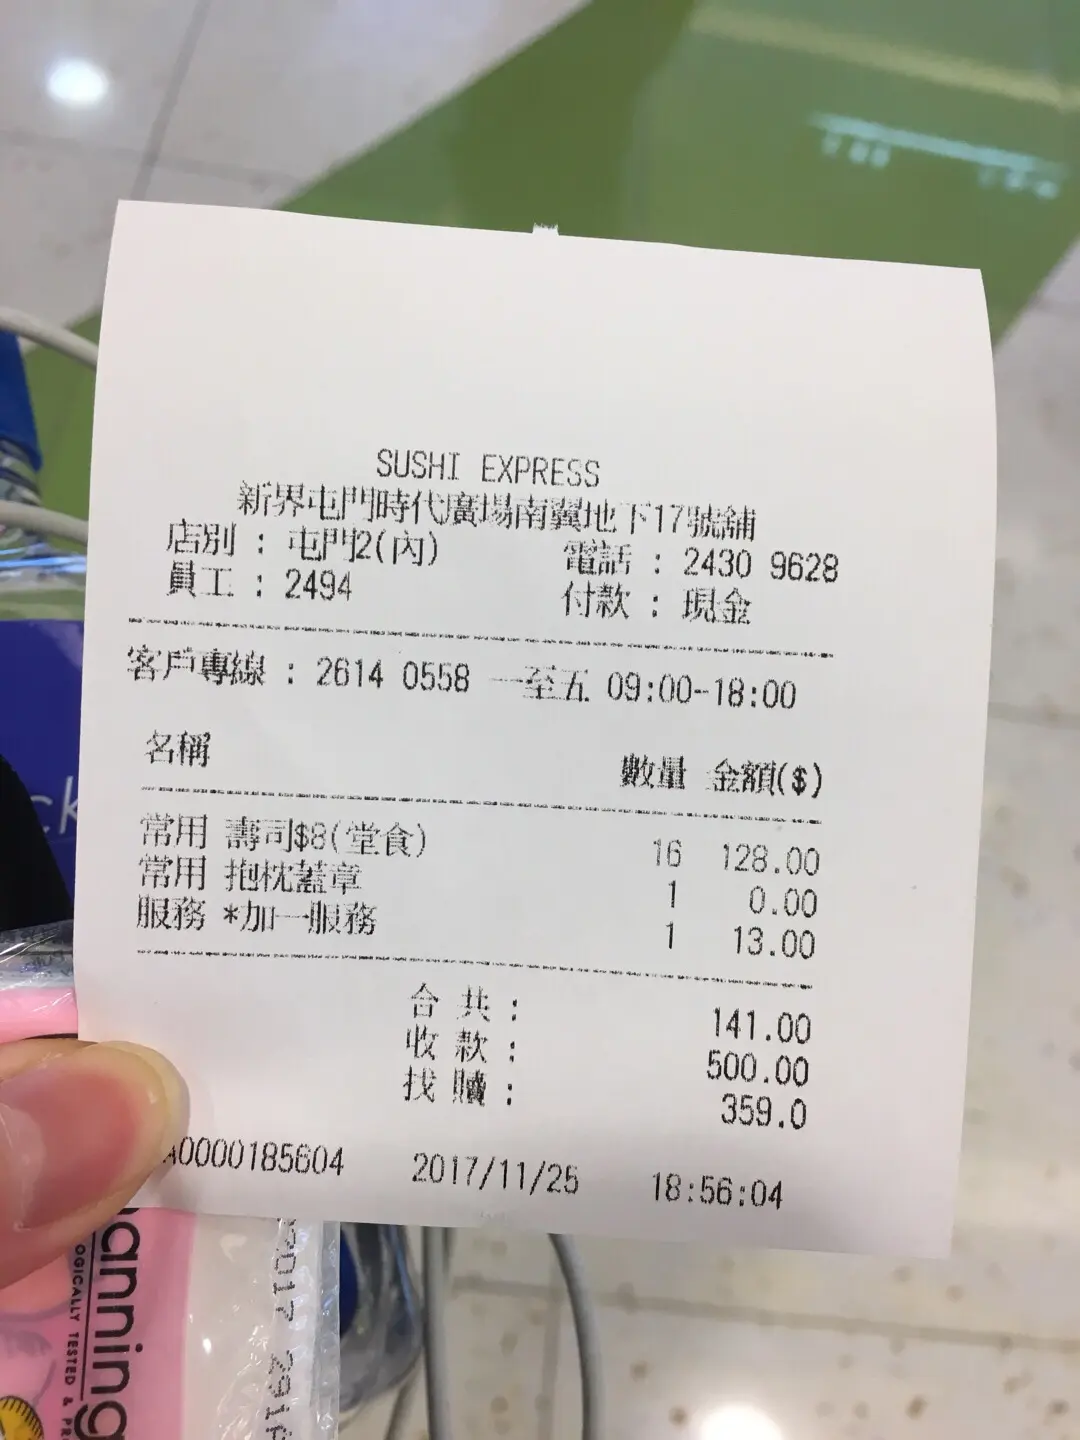 SUSHI EXPRESS
新界屯門時代廣場南翼地下17號舖
店別 : 屯門2(內) 電話 : 2430 9628
員工 : 2494 付款 : 現金
客戶專線 : 2614 0558 一至五 09:00-18:00
名稱 數量 金額($)
常用 壽司$8(堂食) 16 128.00
常用 抱枕蓋章 1 0.00
服務 *加一服務 1 13.00
合 共 : 141.00
收 款 : 500.00
找 贖 : 359.0
A0000185604 2017/11/25 18:56:04
ck
anning
OGICALLY TESTED &